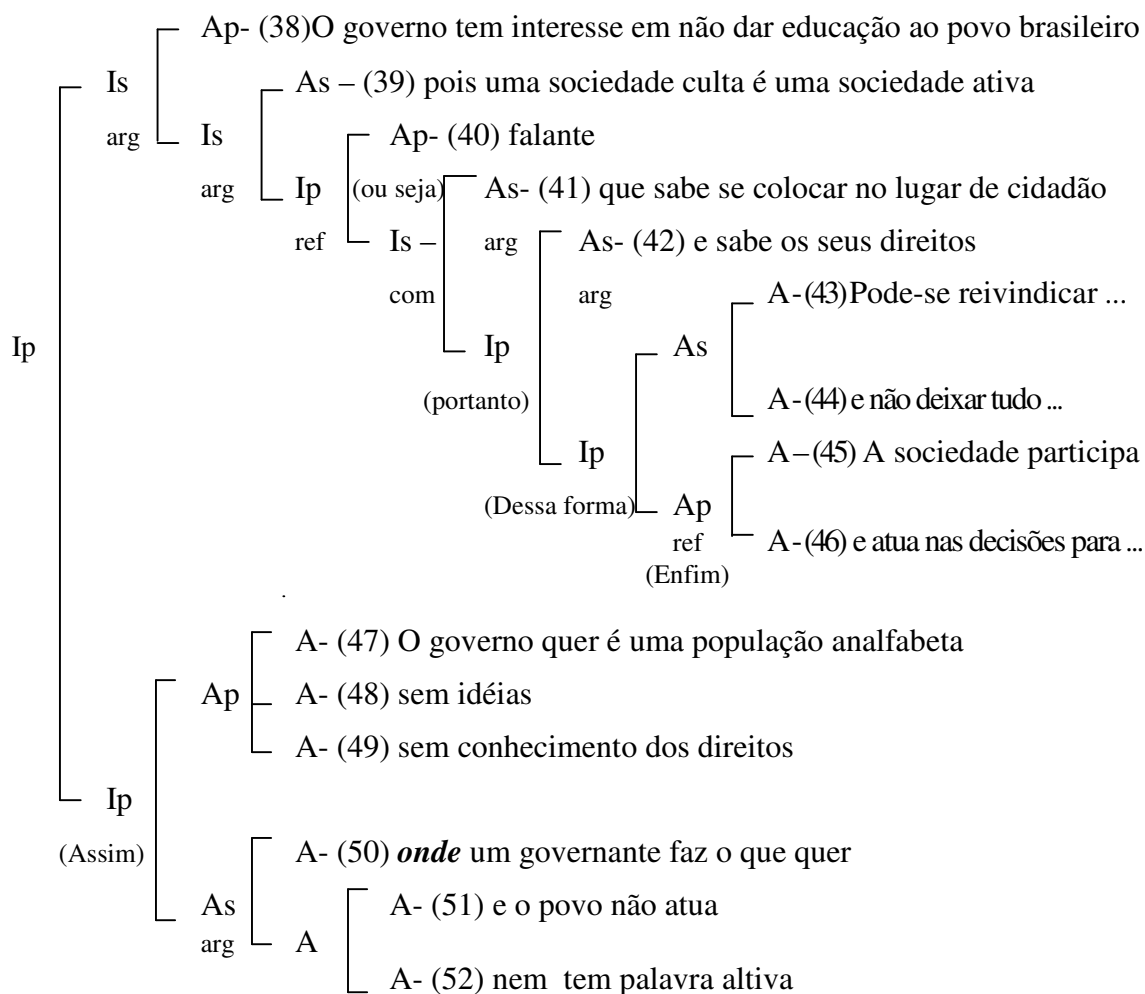 Ap- (38)O governo tem interesse em não dar educação ao povo brasileiro
Is As – (39) pois uma sociedade culta é uma sociedade ativa
arg Is Ap- (40) falante
arg Ip (ou seja) As- (41) que sabe se colocar no lugar de cidadão
ref Is – arg As- (42) e sabe os seus direitos
com arg A-(43)Pode-se reivindicar ...
Ip Ip As
(portanto) A-(44) e não deixar tudo ...
Ip A–(45) A sociedade participa
(Dessa forma) Ap
ref A-(46) e atua nas decisões para ...
(Enfim)
.
A- (47) O governo quer é uma população analfabeta
Ap A- (48) sem idéias
A- (49) sem conhecimento dos direitos
Ip
(Assim) A- (50) onde um governante faz o que quer
As A- (51) e o povo não atua
arg A
A- (52) nem tem palavra altiva